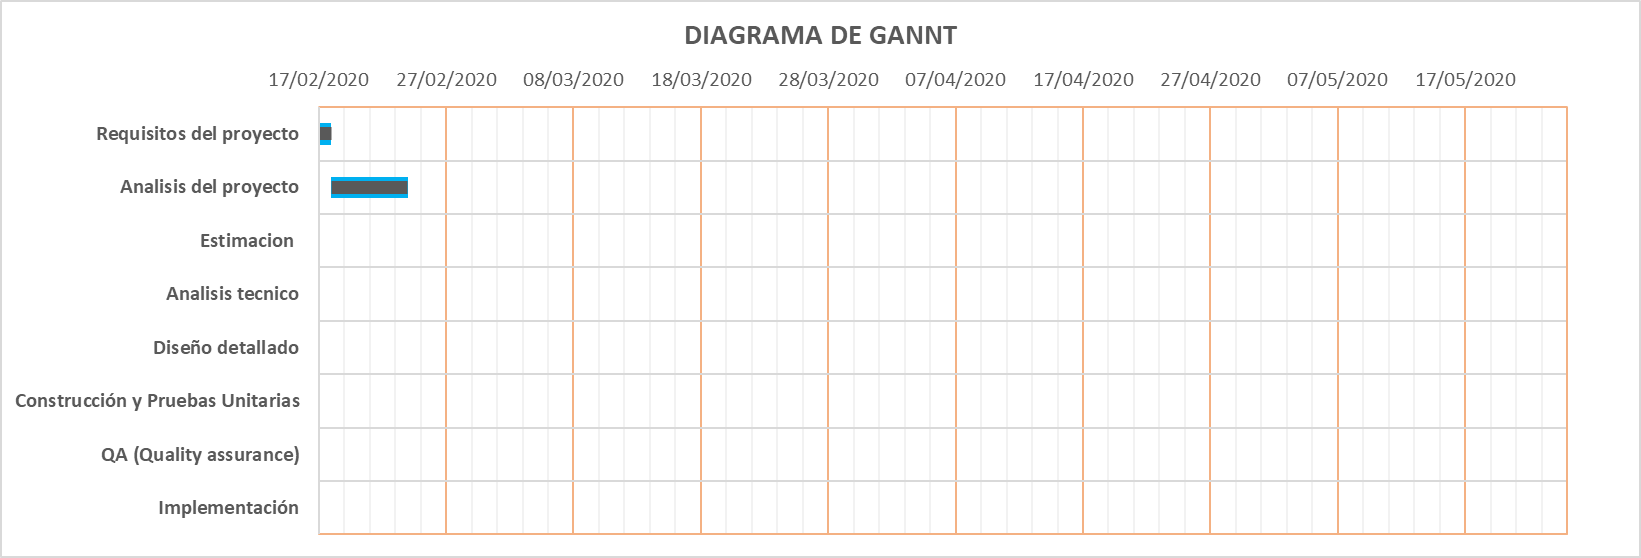 DIAGRAMA DE GANNT
17/02/2020 27/02/2020 08/03/2020 18/03/2020 28/03/2020 07/04/2020 17/04/2020 27/04/2020 07/05/2020 17/05/2020
Requisitos del proyecto
Analisis del proyecto
Estimacion
Analisis tecnico
Diseño detallado
Construcción y Pruebas Unitarias
QA (Quality assurance)
Implementación